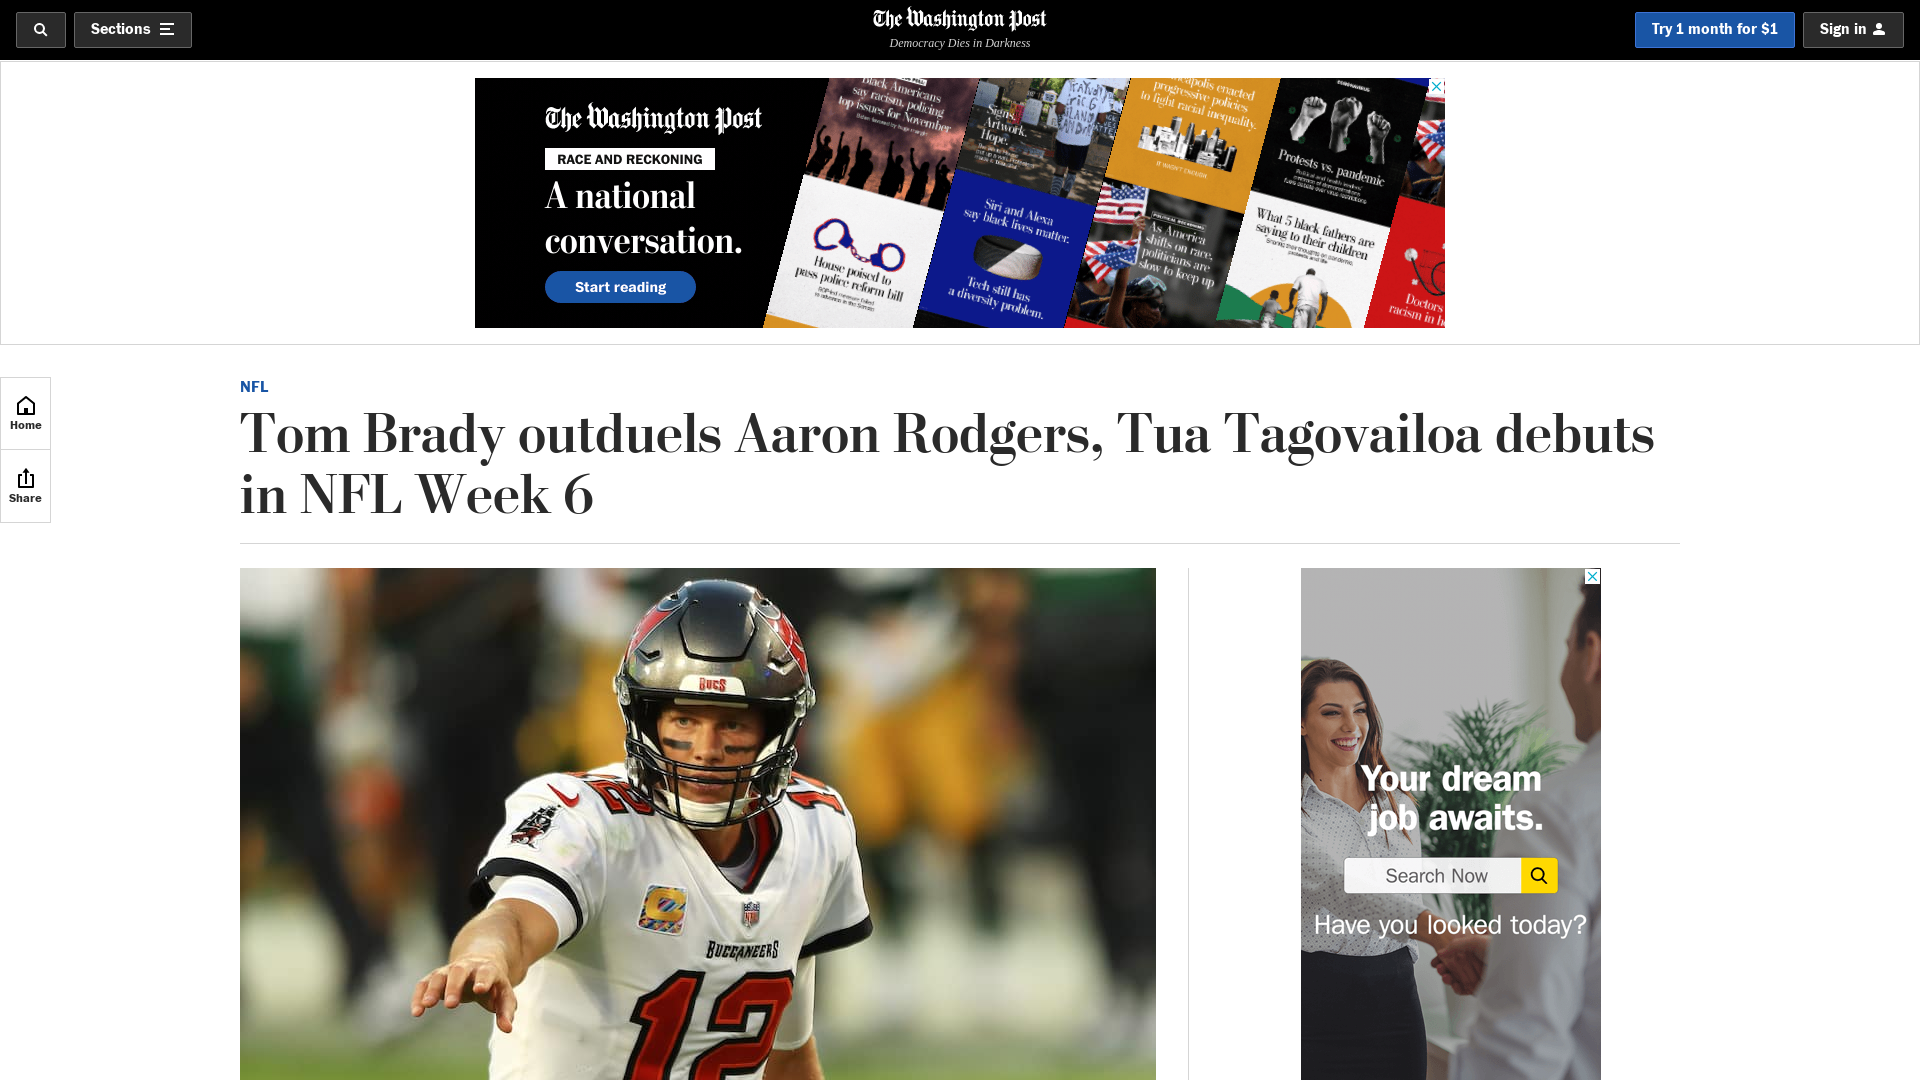 Sections
The Washington Post
Democracy Dies in Darkness
Try 1 month for $1
Sign in
The Washington Post
RACE AND RECKONING
A national
conversation.
Start reading
Black Americans
say racism, policing
top issues for November
House poised to
pass police reform bill
Signs.
Artwork.
Hope.
Siri and Alexa
say black lives matter.
Tech still has
a diversity problem.
enacted
progressive policies
to fight racial inequality.
IT WASN'T ENOUGH.
As America
shifts on race,
politicians are
slow to keep up
CORONAVIRUS
Protests vs. pandemic
What 5 black fathers are
saying to their children
Doctors
racism in
Home
Share
NFL
Tom Brady outduels Aaron Rodgers, Tua Tagovailoa debuts
in NFL Week 6
BUCS
12
NFL
BUCCANEERS
12
Your dream
job awaits.
Search Now
Have you looked today?